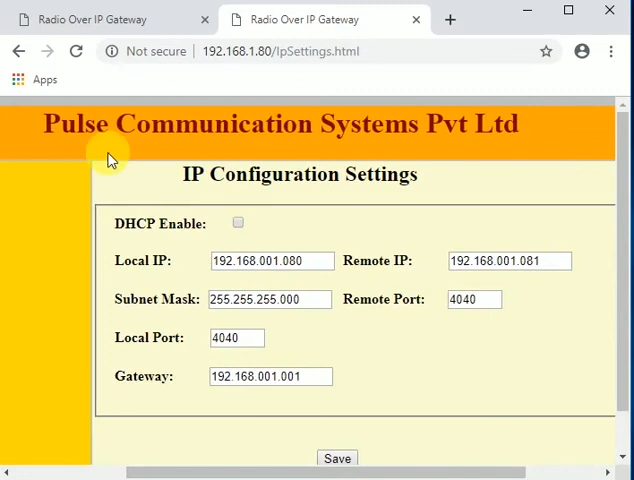 Radio Over IP Gateway
Radio Over IP Gateway
Not secure
192.168.1.80/IpSettings.html
Apps
Pulse Communication Systems Pvt Ltd
IP Configuration Settings
DHCP Enable:
Local IP: 192.168.001.080 Remote IP: 192.168.001.081
Subnet Mask: 255.255.255.000 Remote Port: 4040
Local Port: 4040
Gateway: 192.168.001.001
Save